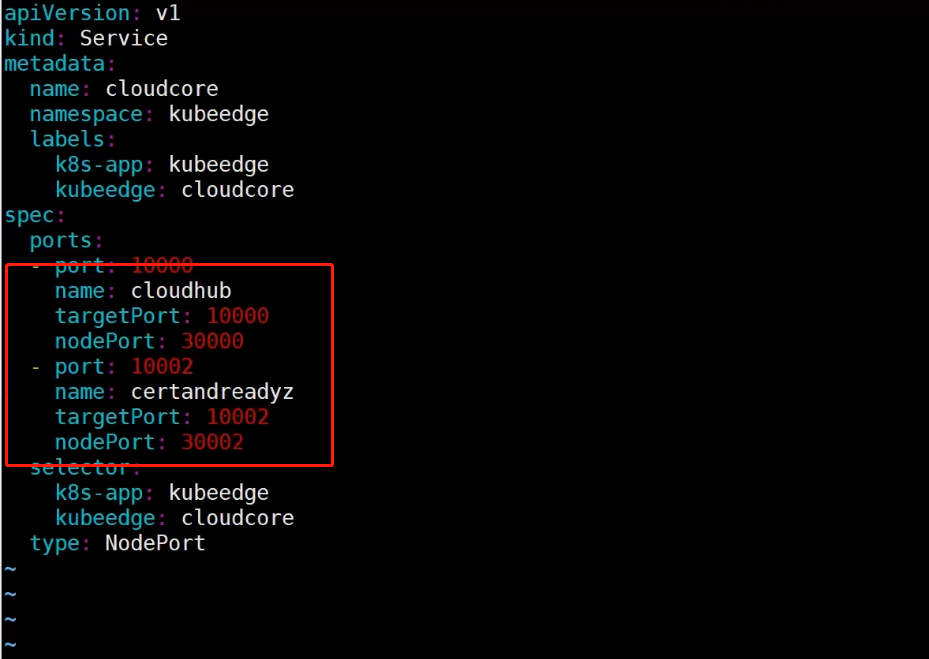 apiVersion: v1
kind: Service
metadata:
  name: cloudcore
  namespace: kubeedge
  labels:
    k8s-app: kubeedge
    kubeedge: cloudcore
spec:
  ports:
  - port: 10000
    name: cloudhub
    targetPort: 10000
    nodePort: 30000
  - port: 10002
    name: certandreadyz
    targetPort: 10002
    nodePort: 30002
  selector:
    k8s-app: kubeedge
    kubeedge: cloudcore
  type: NodePort
~
~
~
~